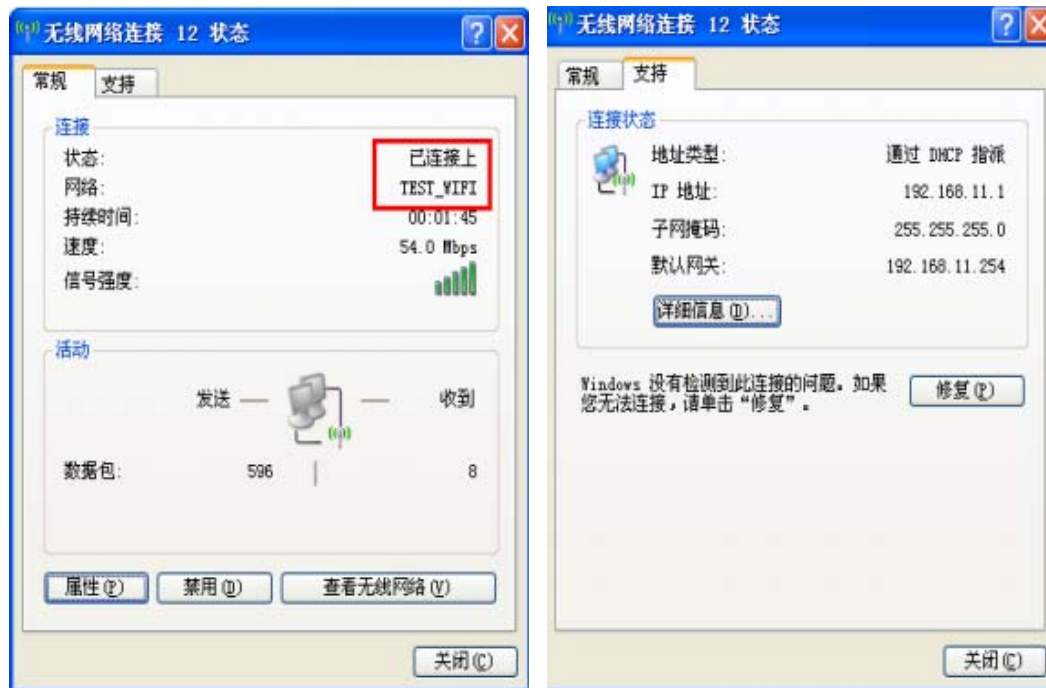 无线网络连接 12 状态
常规 支持
连接
状态: 已连接上
网络: TEST_WIFI
持续时间: 00:01:45
速度: 54.0 Mbps
信号强度:
活动
发送 — — 收到
数据包: 596 | 8
属性(P) 禁用(D) 查看无线网络(V)
关闭(C)
无线网络连接 12 状态
常规 支持
连接状态
地址类型: 通过 DHCP 指派
IP 地址: 192.168.11.1
子网掩码: 255.255.255.0
默认网关: 192.168.11.254
详细信息(D)...
Windows 没有检测到此连接的问题。如果
您无法连接,请单击“修复”。
修复(P)
关闭(C)